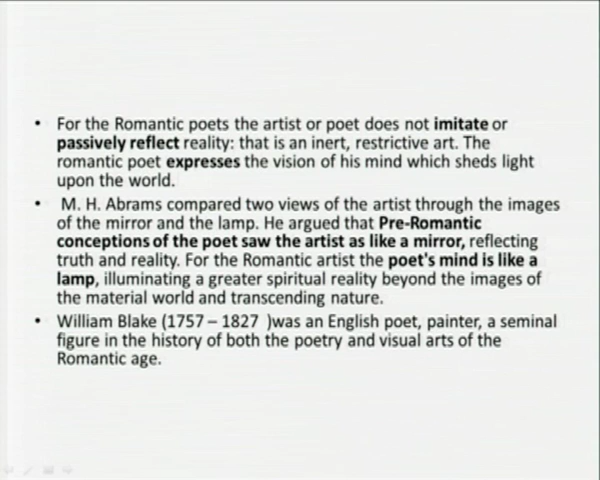 • For the Romantic poets the artist or poet does not imitate or
passively reflect reality: that is an inert, restrictive art. The
romantic poet expresses the vision of his mind which sheds light
upon the world.
• M. H. Abrams compared two views of the artist through the images
of the mirror and the lamp. He argued that Pre-Romantic
conceptions of the poet saw the artist as like a mirror, reflecting
truth and reality. For the Romantic artist the poet's mind is like a
lamp, illuminating a greater spiritual reality beyond the images of
the material world and transcending nature.
• William Blake (1757 – 1827 )was an English poet, painter, a seminal
figure in the history of both the poetry and visual arts of the
Romantic age.